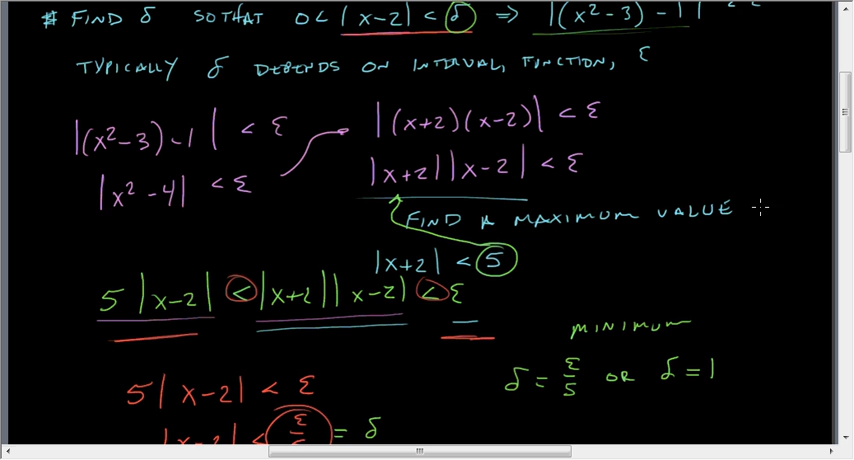 # FIND δ SO THAT 0 < |x-2| < δ ⇒ |(x²-3)-1| <
TYPICALLY δ DEPENDS ON INTERVAL, FUNCTION, ε
|(x²-3)-1| < ε
|x²-4| < ε
|(x+2)(x-2)| < ε
|x+2||x-2| < ε
FIND A MAXIMUM VALUE
|x+2| < 5
5|x-2| < |x+2||x-2| < ε
MINIMUM
δ = ε/5 OR δ = 1
5|x-2| < ε
|x-2| < ε/5 = δ